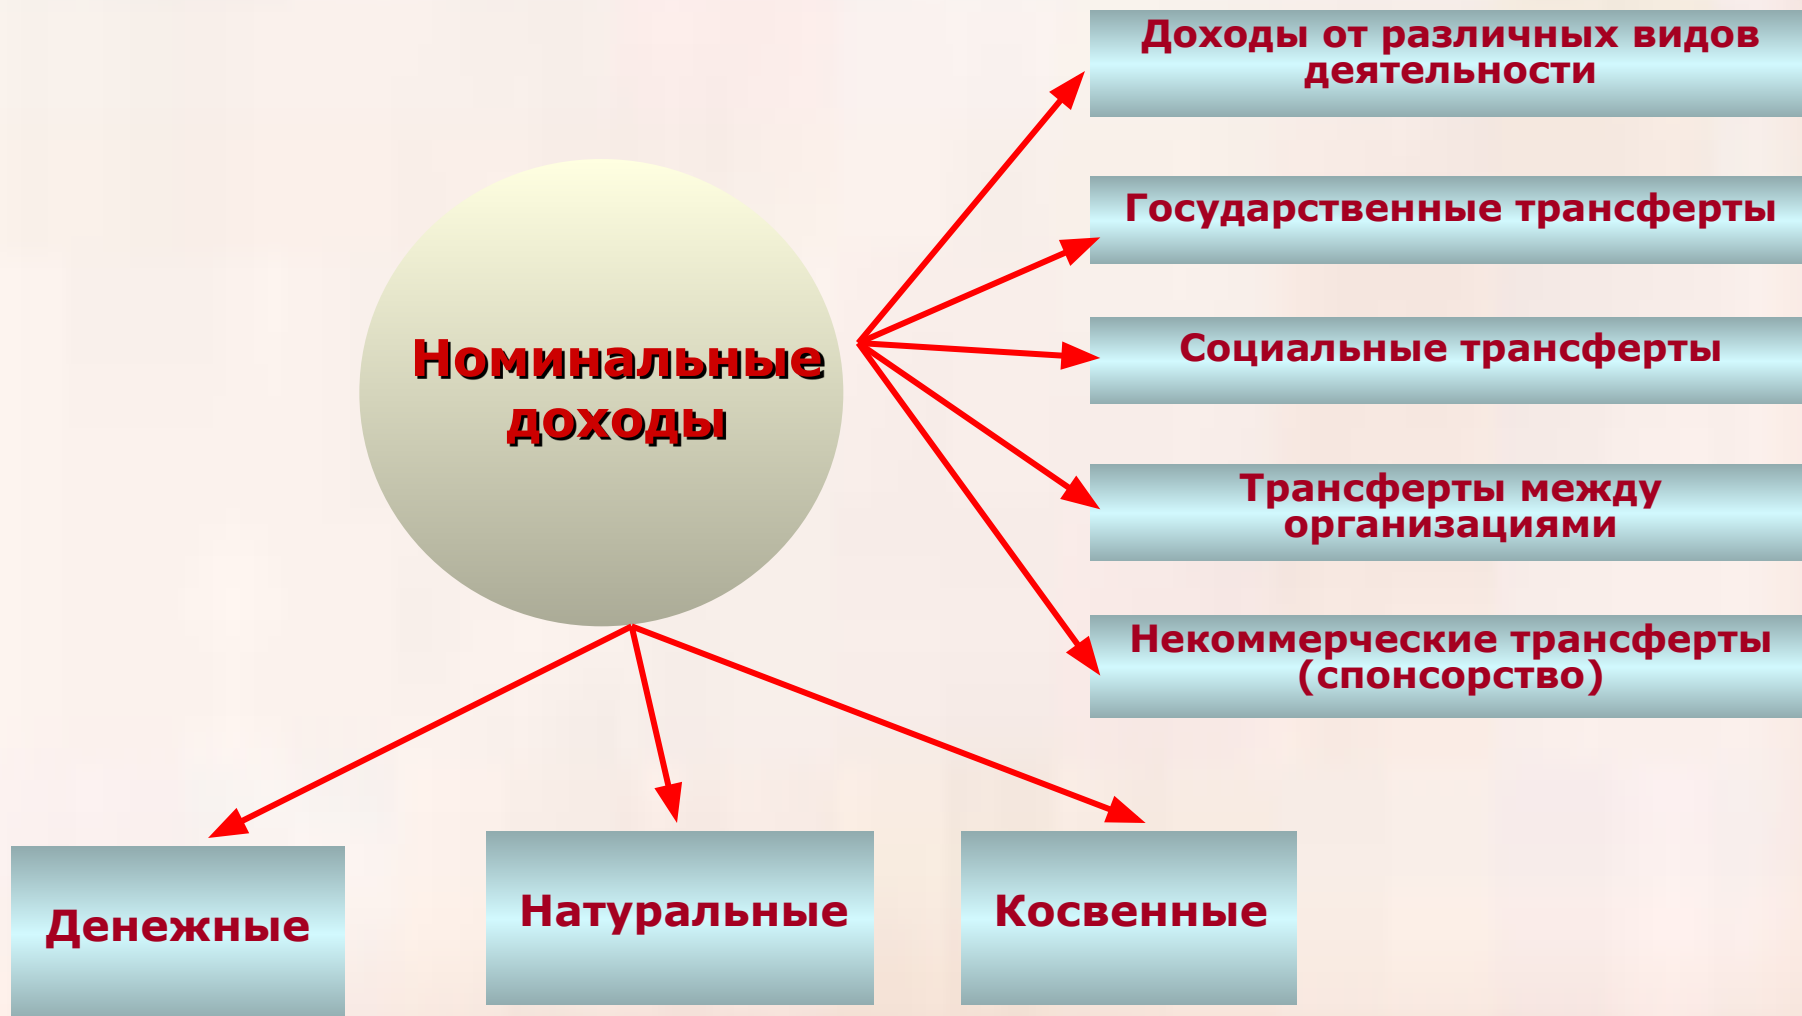 Доходы от различных видов
деятельности
Государственные трансферты
Социальные трансферты
Номинальные
доходы
Трансферты между
организациями
Некоммерческие трансферты
(спонсорство)
Денежные
Натуральные
Косвенные